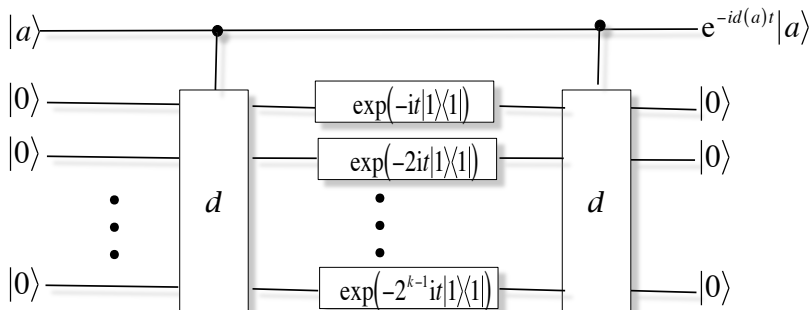 |a⟩ e^{-id(a)t}|a⟩
|0⟩ exp(-it|1⟩⟨1|) |0⟩
|0⟩ exp(-2it|1⟩⟨1|) |0⟩
d d
|0⟩ exp(-2^{k-1}it|1⟩⟨1|) |0⟩